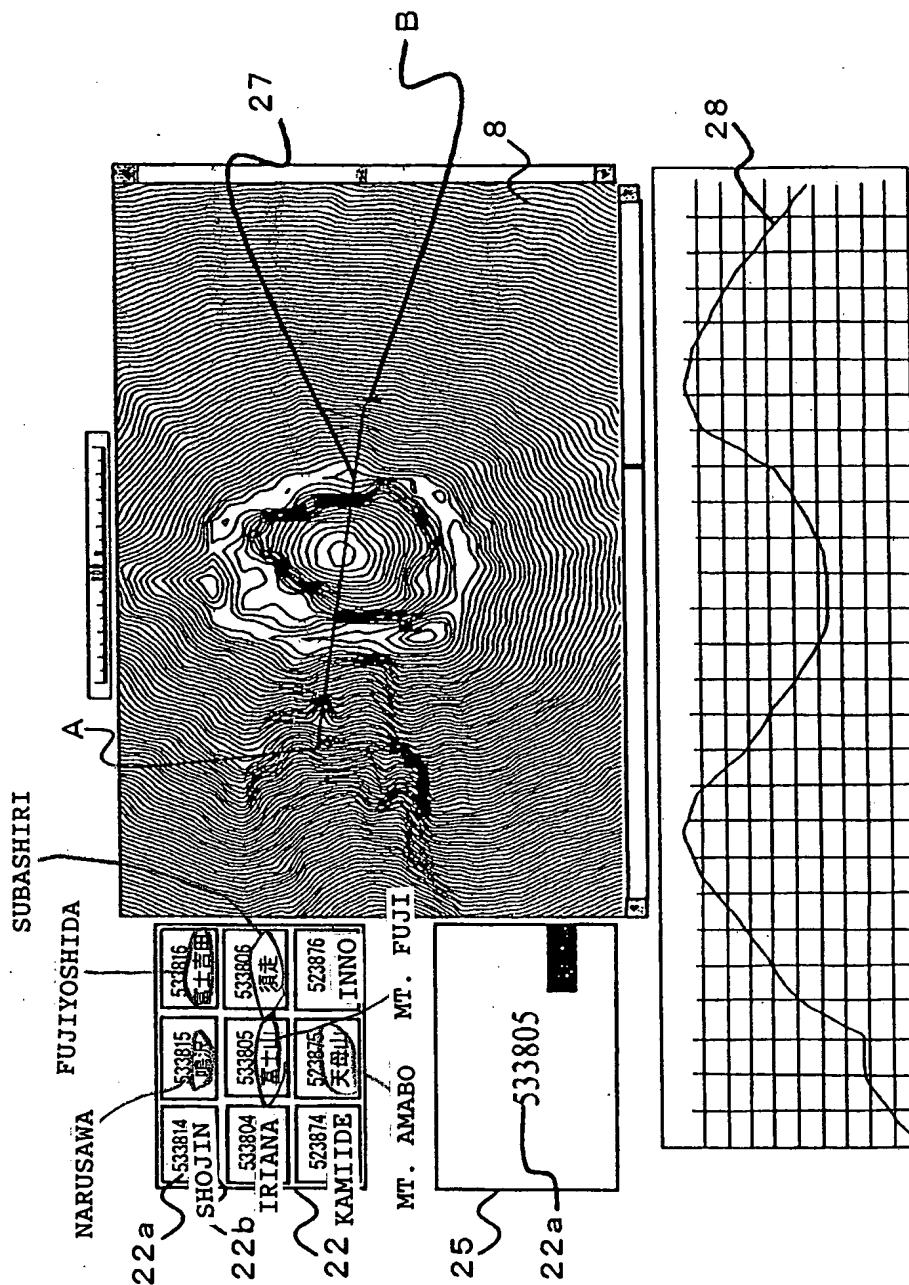 NARUSAWA
FUJIYOSHIDA
SUBASHIRI
A
27
B
8
22a
533814
SHOJIN
533815
鳴沢
533816
富士吉田
22b
533804
IRIANA
533805
富士山
533806
須走
22
523874
KAMIIDE
523875
天母山
523876
INNO
MT. AMABO
MT. FUJI
25
533805
22a
28